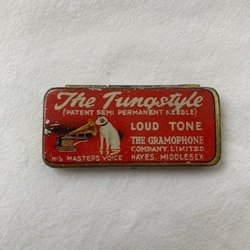 The Tungstyle
(PATENT SEMI PERMANENT NEEDLE)
LOUD TONE
THE GRAMOPHONE
COMPANY LIMITED
HIS MASTERS VOICE
HAYES, MIDDLESEX